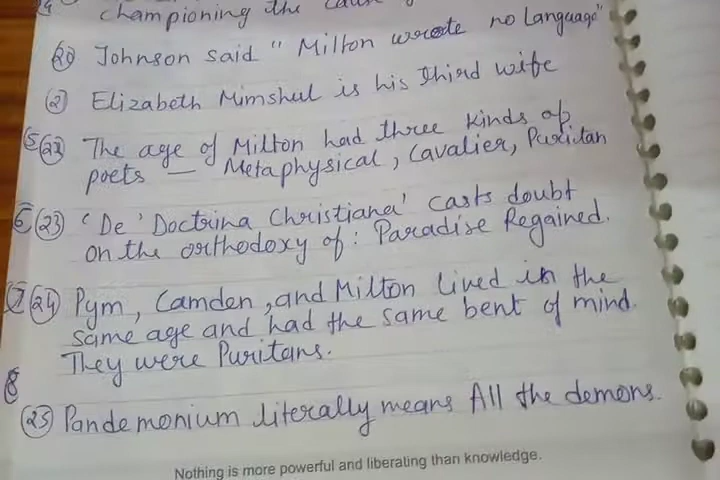 championing the cause
(20) Johnson said "Milton wrote no Language"
(2) Elizabeth Mimshul is his third wife
(5 (22) The age of Milton had three kinds of
poets — Metaphysical, Cavalier, Puritan
6 (23) 'De 'Doctrina Christiana' casts doubt
on the orthodoxy of : Paradise Regained.
7 (24) Pym, Camden, and Milton lived in the
same age and had the same bent of mind.
They were Puritans.
8
(25) Pandemonium literally means All the demons.
Nothing is more powerful and liberating than knowledge.